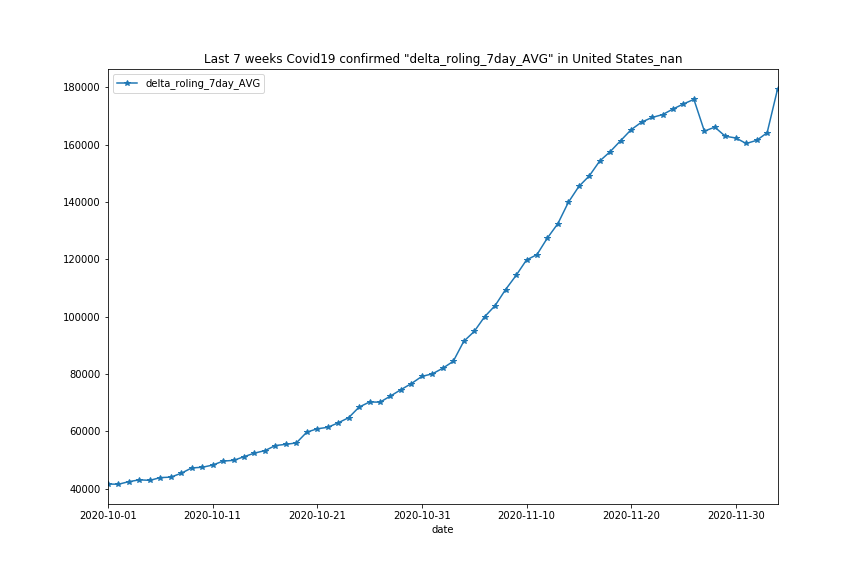 Last 7 weeks Covid19 confirmed "delta_roling_7day_AVG" in United States_nan
delta_roling_7day_AVG
180000
160000
140000
120000
100000
80000
60000
40000
2020-10-01 2020-10-11 2020-10-21 2020-10-31 2020-11-10 2020-11-20 2020-11-30
date